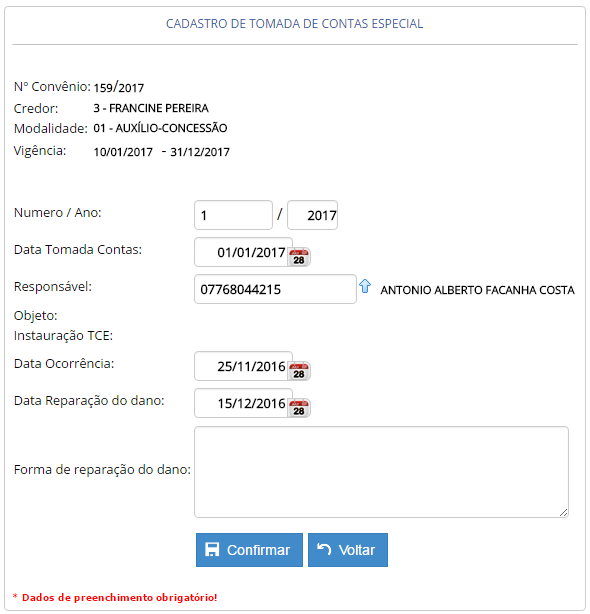 CADASTRO DE TOMADA DE CONTAS ESPECIAL
Nº Convênio: 159/2017
Credor: 3 - FRANCINE PEREIRA
Modalidade: 01 - AUXÍLIO-CONCESSÃO
Vigência: 10/01/2017 - 31/12/2017
Numero / Ano: 1 / 2017
Data Tomada Contas: 01/01/2017 28
Responsável: 07768044215 ANTONIO ALBERTO FACANHA COSTA
Objeto:
Instauração TCE:
Data Ocorrência: 25/11/2016 28
Data Reparação do dano: 15/12/2016 28
Forma de reparação do dano:
Confirmar Voltar
* Dados de preenchimento obrigatório!